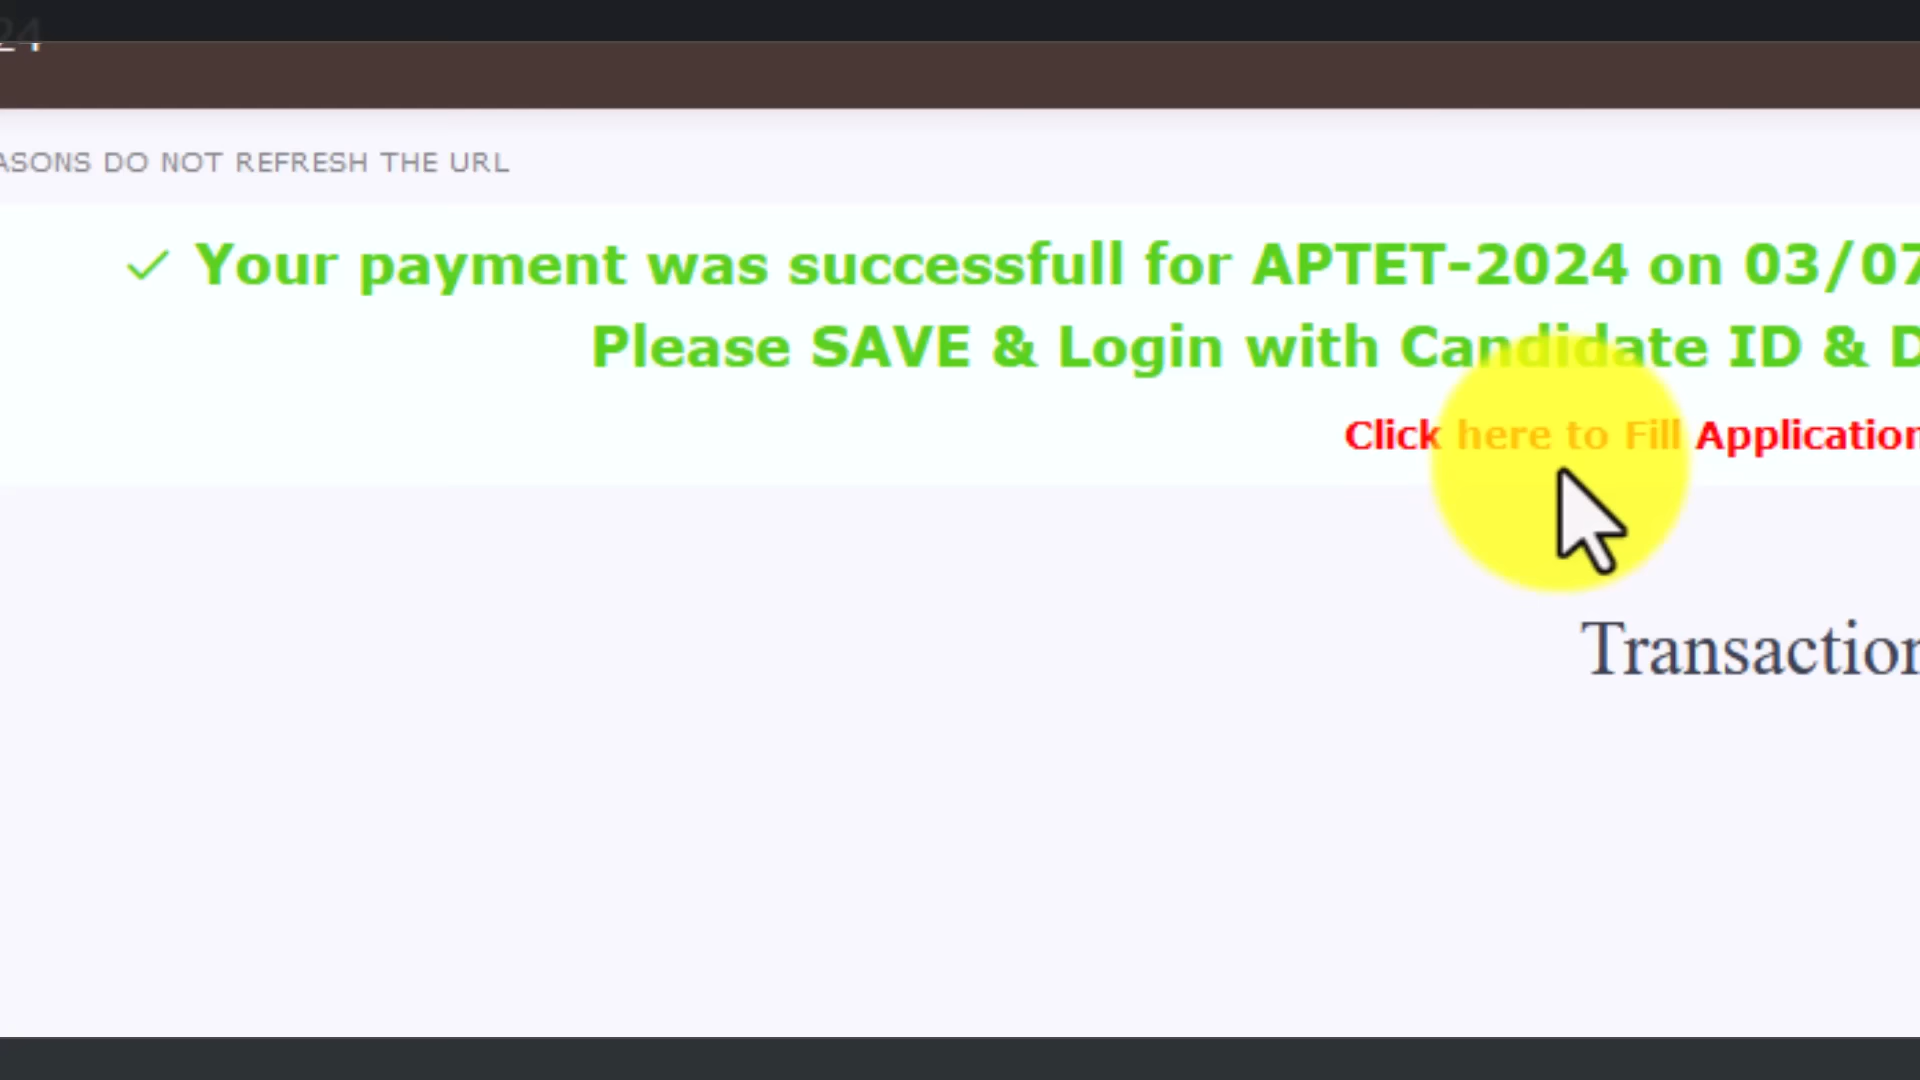 24
ASONS DO NOT REFRESH THE URL
✓ Your payment was successfull for APTET-2024 on 03/07
Please SAVE & Login with Candidate ID & D
Click here to Fill Application
Transaction